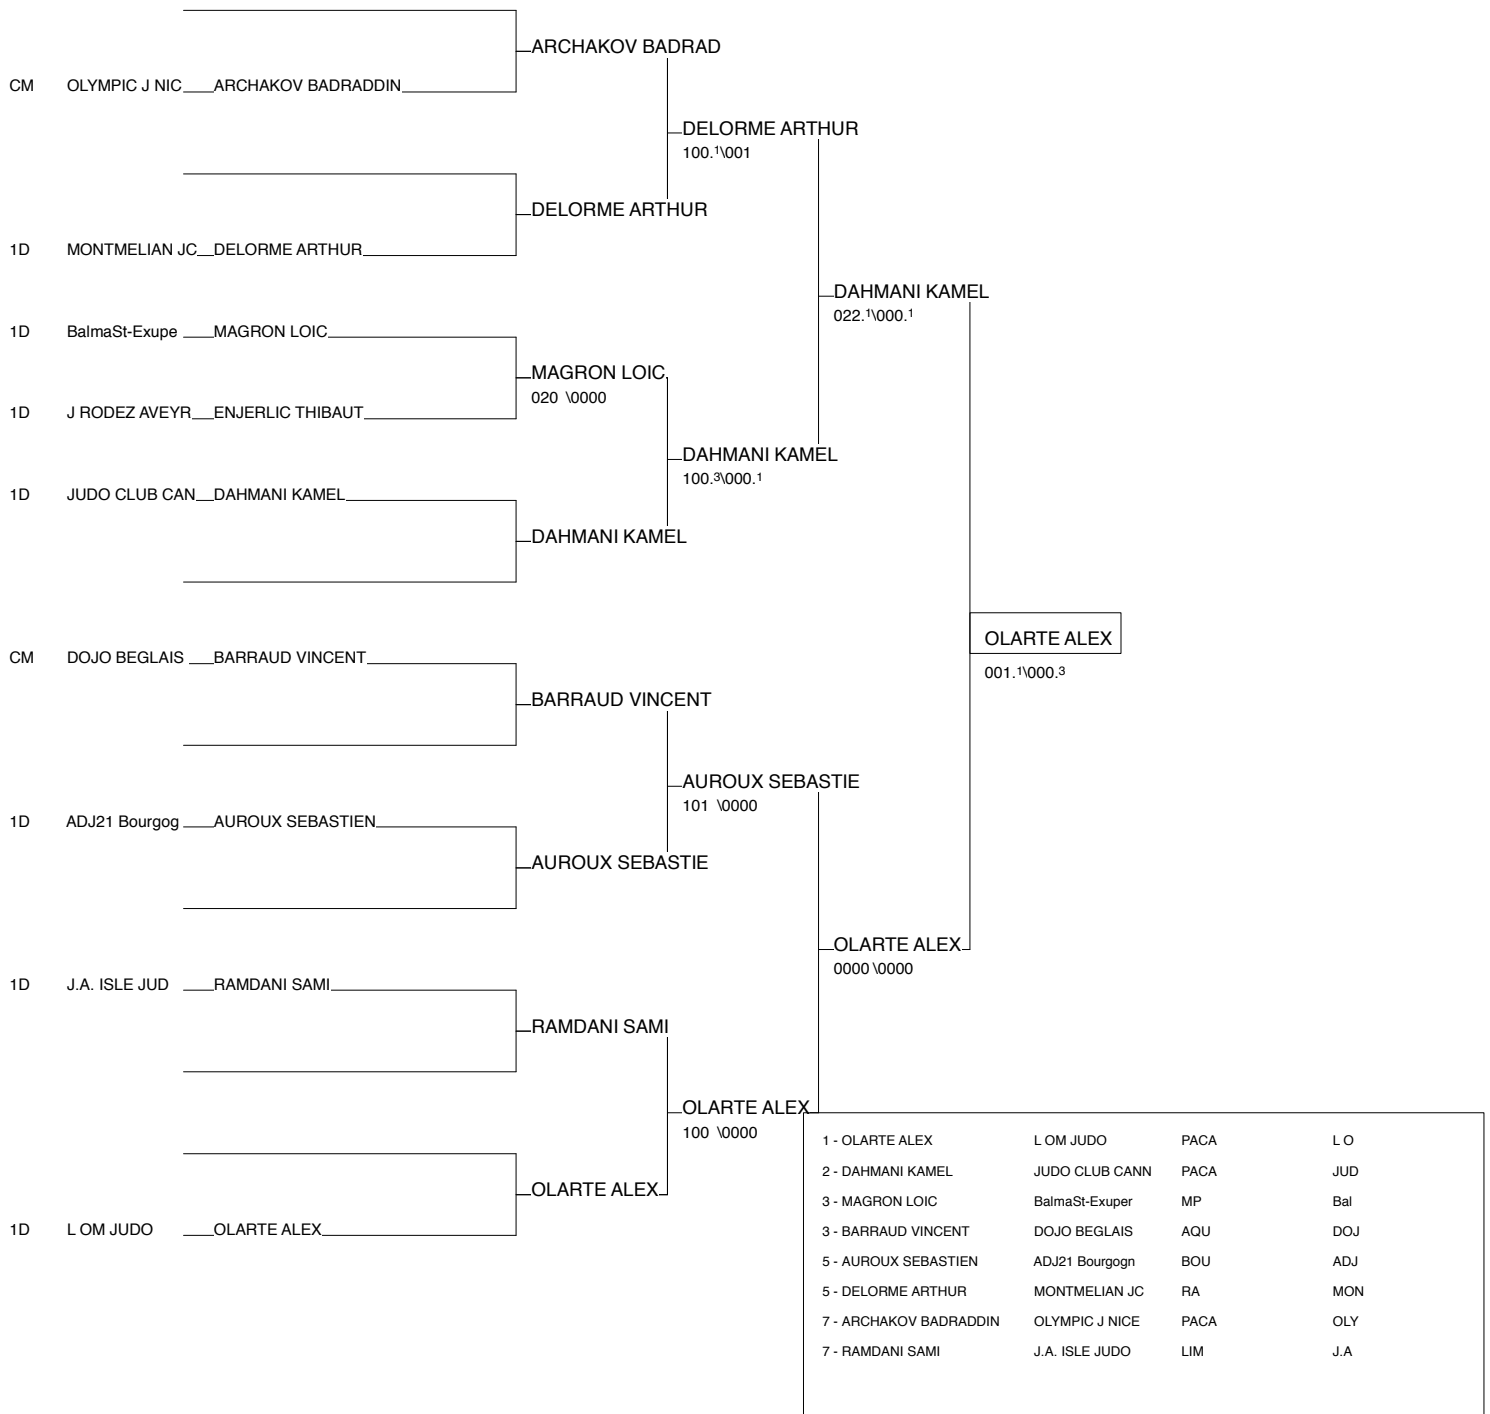 ARCHAKOV BADRAD
CM OLYMPIC J NIC ARCHAKOV BADRADDIN
DELORME ARTHUR
100.¹\001
DELORME ARTHUR
1D MONTMELIAN JC DELORME ARTHUR
DAHMANI KAMEL
022.¹\000.¹
1D BalmaSt-Exupe MAGRON LOIC
MAGRON LOIC
020 \0000
1D J RODEZ AVEYR ENJERLIC THIBAUT
DAHMANI KAMEL
100.³\000.¹
1D JUDO CLUB CAN DAHMANI KAMEL
DAHMANI KAMEL
OLARTE ALEX
001.¹\000.³
CM DOJO BEGLAIS BARRAUD VINCENT
BARRAUD VINCENT
AUROUX SEBASTIE
101 \0000
1D ADJ21 Bourgog AUROUX SEBASTIEN
AUROUX SEBASTIE
OLARTE ALEX
0000 \0000
1D J.A. ISLE JUD RAMDANI SAMI
RAMDANI SAMI
OLARTE ALEX
100 \0000
OLARTE ALEX
1D L OM JUDO OLARTE ALEX
1 - OLARTE ALEX L OM JUDO PACA L O
2 - DAHMANI KAMEL JUDO CLUB CANN PACA JUD
3 - MAGRON LOIC BalmaSt-Exuper MP Bal
3 - BARRAUD VINCENT DOJO BEGLAIS AQU DOJ
5 - AUROUX SEBASTIEN ADJ21 Bourgogn BOU ADJ
5 - DELORME ARTHUR MONTMELIAN JC RA MON
7 - ARCHAKOV BADRADDIN OLYMPIC J NICE PACA OLY
7 - RAMDANI SAMI J.A. ISLE JUDO LIM J.A